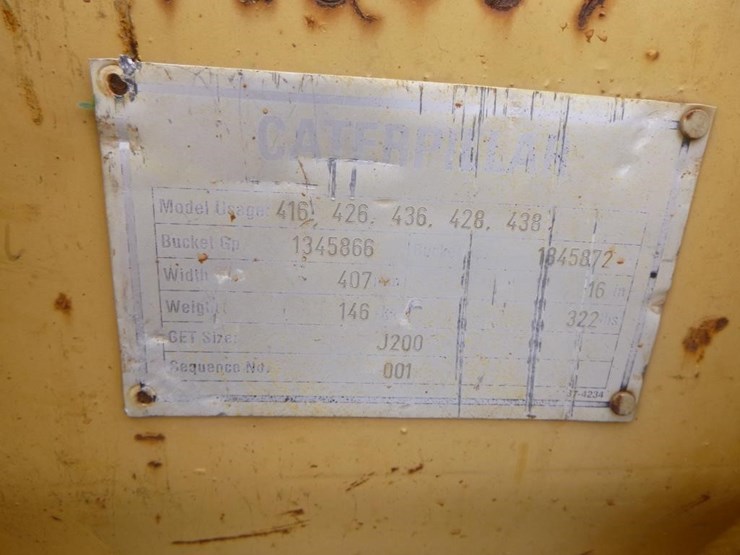 CATERPILLAR
Model Usage: 416, 426, 436, 428, 438,
Bucket Gp 1345866 1345872
Width 407 16 in
Weight 146 322
GET Size: J200
Sequence No. 001